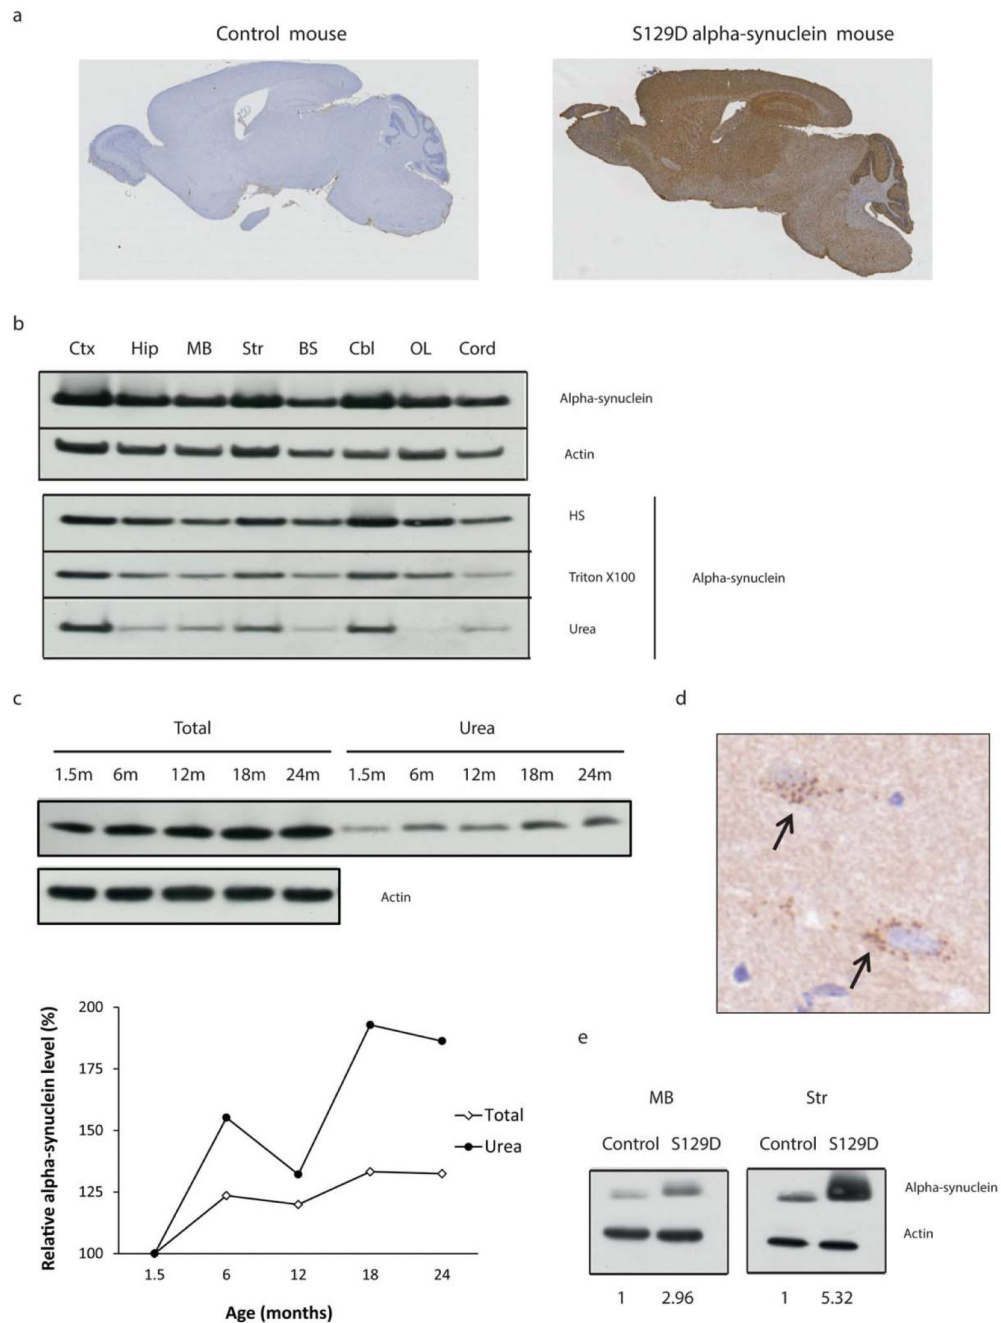 a
Control mouse
S129D alpha-synuclein mouse
b
Ctx Hip MB Str BS Cbl OL Cord
Alpha-synuclein
Actin
HS
Triton X100
Urea
Alpha-synuclein
c
Total Urea
1.5m 6m 12m 18m 24m 1.5m 6m 12m 18m 24m
Actin
Relative alpha-synuclein level (%)
200
175
150
125
100
1.5 6 12 18 24
Age (months)
Total
Urea
d
e
MB Str
Control S129D Control S129D
Alpha-synuclein
Actin
1 2.96 1 5.32